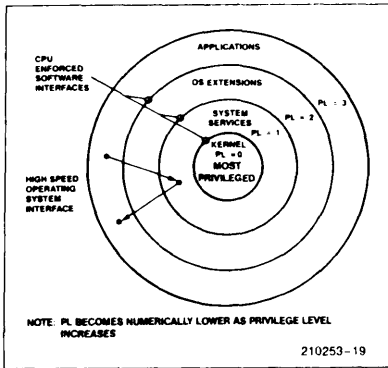 APPLICATIONS
CPU
ENFORCED
SOFTWARE
INTERFACES
OS EXTENSIONS
PL = 3
SYSTEM
SERVICES
PL = 2
PL = 1
KERNEL
PL = 0
MOST
PRIVILEGED
HIGH SPEED
OPERATING
SYSTEM
INTERFACE
NOTE: PL BECOMES NUMERICALLY LOWER AS PRIVILEGE LEVEL
INCREASES
210253-19